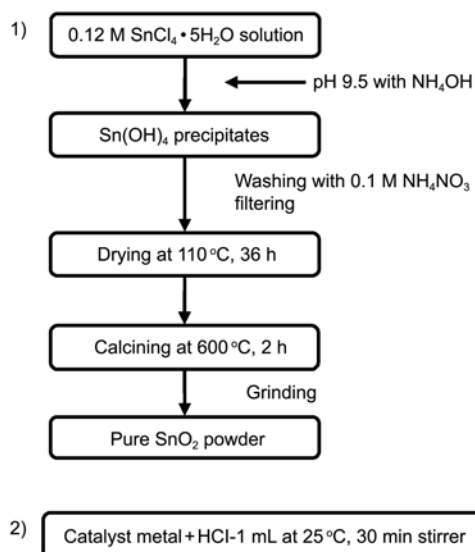 1)
0.12 M SnCl₄•5H₂O solution
pH 9.5 with NH₄OH
Sn(OH)₄ precipitates
Washing with 0.1 M NH₄NO₃
filtering
Drying at 110 °C, 36 h
Calcining at 600 °C, 2 h
Grinding
Pure SnO₂ powder
2)
Catalyst metal+HCl-1 mL at 25 °C, 30 min stirrer